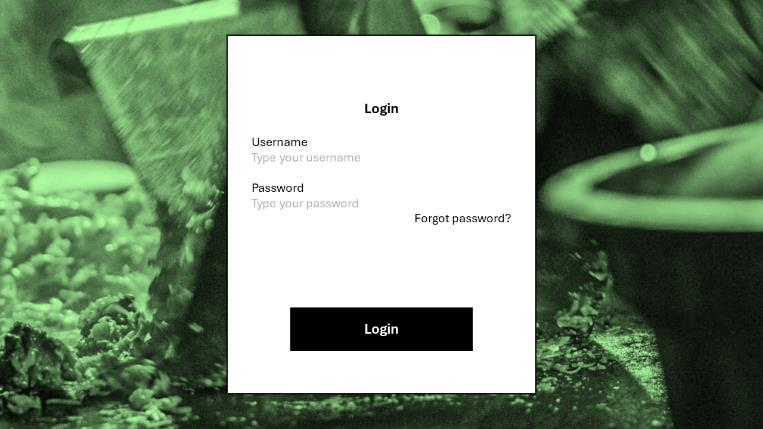 Login
Username
Type your username
Password
Type your password
Forgot password?
Login